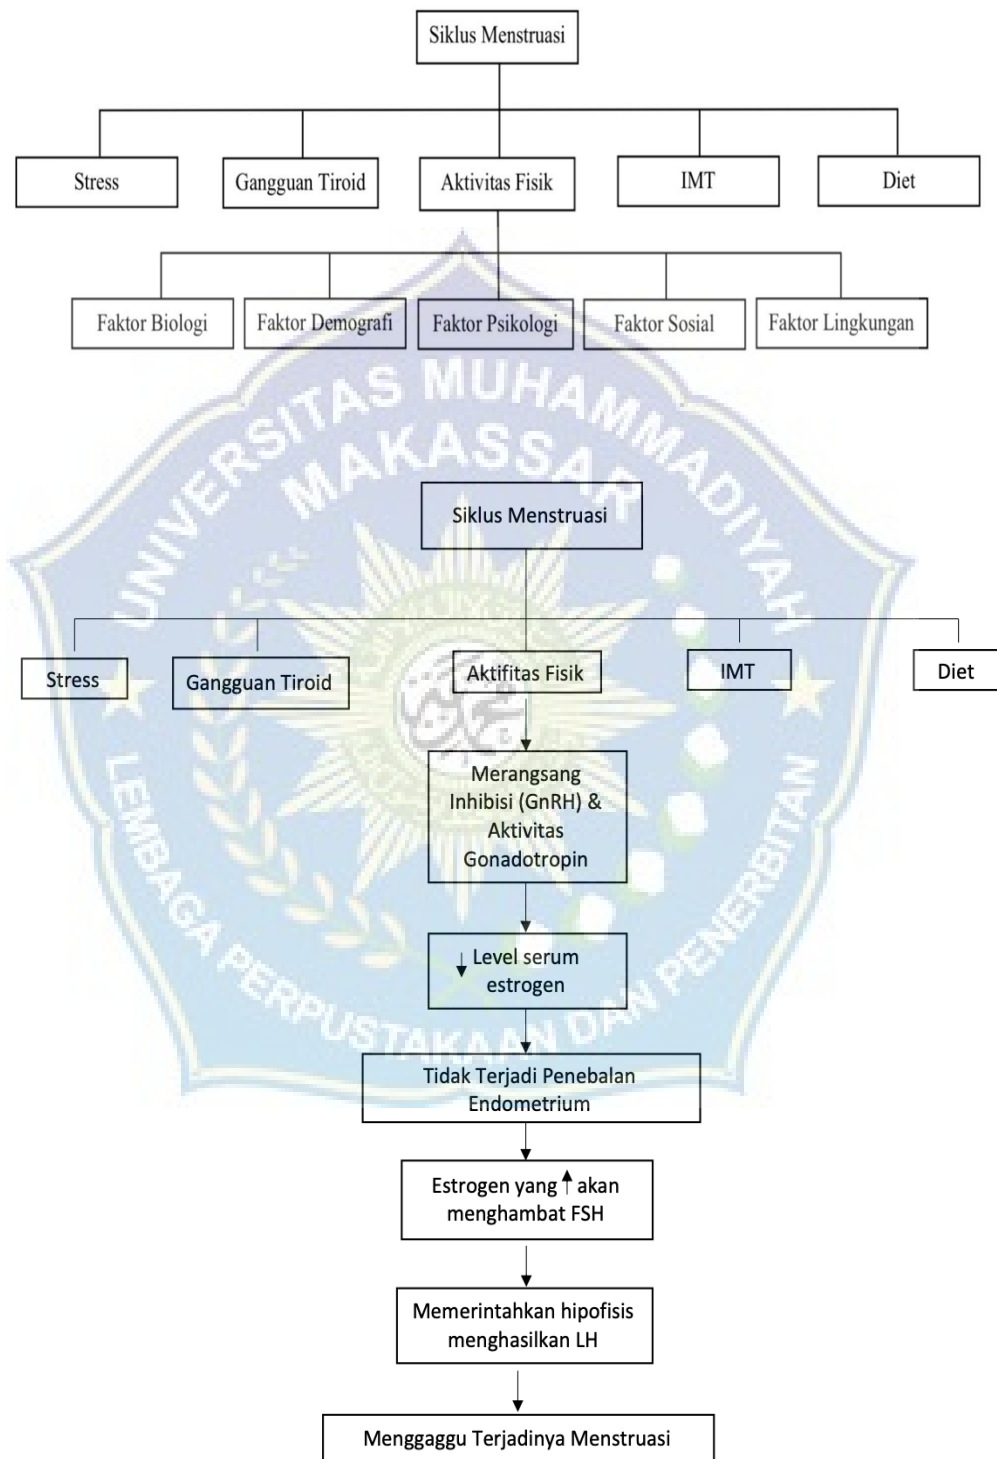 Siklus Menstruasi
Stress
Gangguan Tiroid
Aktivitas Fisik
IMT
Diet
Faktor Biologi
Faktor Demografi
Faktor Psikologi
Faktor Sosial
Faktor Lingkungan
UNIVERSITAS MUHAMMADIYAH
MAKASSAR
Siklus Menstruasi
Stress
Gangguan Tiroid
Aktifitas Fisik
IMT
Diet
Merangsang
Inhibisi (GnRH) &
Aktivitas
Gonadotropin
↓ Level serum
estrogen
Tidak Terjadi Penebalan
Endometrium
Estrogen yang ↑ akan
menghambat FSH
Memerintahkan hipofisis
menghasilkan LH
Menggaggu Terjadinya Menstruasi
LEMBAGA PERPUSTAKAAN DAN PENERBITAN